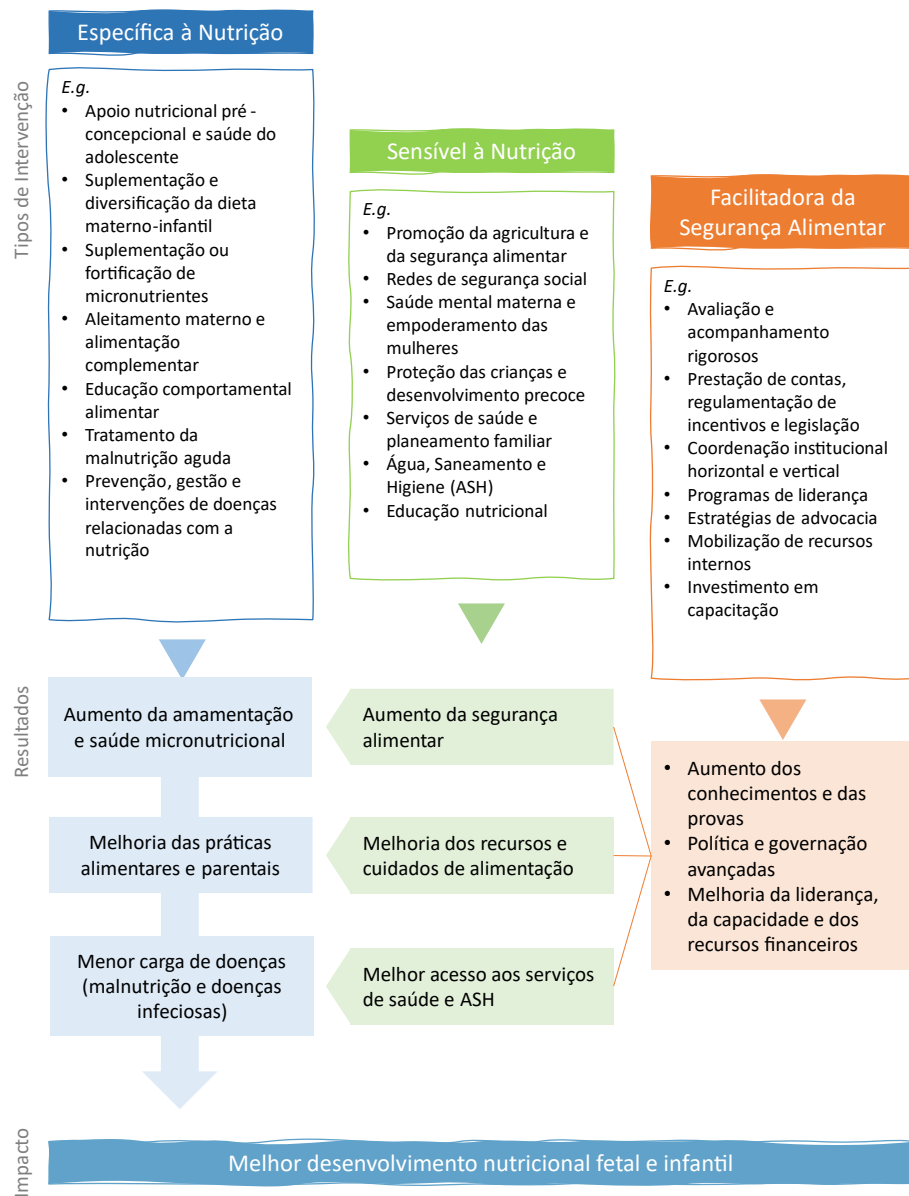 Tipos de Intervenção
Específica à Nutrição
E.g.
• Apoio nutricional pré -
concepcional e saúde do
adolescente
• Suplementação e
diversificação da dieta
materno-infantil
• Suplementação ou
fortificação de
micronutrientes
• Aleitamento materno e
alimentação
complementar
• Educação comportamental
alimentar
• Tratamento da
malnutrição aguda
• Prevenção, gestão e
intervenções de doenças
relacionadas com a
nutrição
Sensível à Nutrição
E.g.
• Promoção da agricultura e
da segurança alimentar
• Redes de segurança social
• Saúde mental materna e
empoderamento das
mulheres
• Proteção das crianças e
desenvolvimento precoce
• Serviços de saúde e
planeamento familiar
• Água, Saneamento e
Higiene (ASH)
• Educação nutricional
Facilitadora da
Segurança Alimentar
E.g.
• Avaliação e
acompanhamento
rigorosos
• Prestação de contas,
regulamentação de
incentivos e legislação
• Coordenação institucional
horizontal e vertical
• Programas de liderança
• Estratégias de advocacia
• Mobilização de recursos
internos
• Investimento em
capacitação
Resultados
Aumento da amamentação
e saúde micronutricional
Melhoria das práticas
alimentares e parentais
Menor carga de doenças
(malnutrição e doenças
infeciosas)
Aumento da segurança
alimentar
Melhoria dos recursos e
cuidados de alimentação
Melhor acesso aos serviços
de saúde e ASH
• Aumento dos
conhecimentos e das
provas
• Política e governação
avançadas
• Melhoria da liderança,
da capacidade e dos
recursos financeiros
Impacto
Melhor desenvolvimento nutricional fetal e infantil